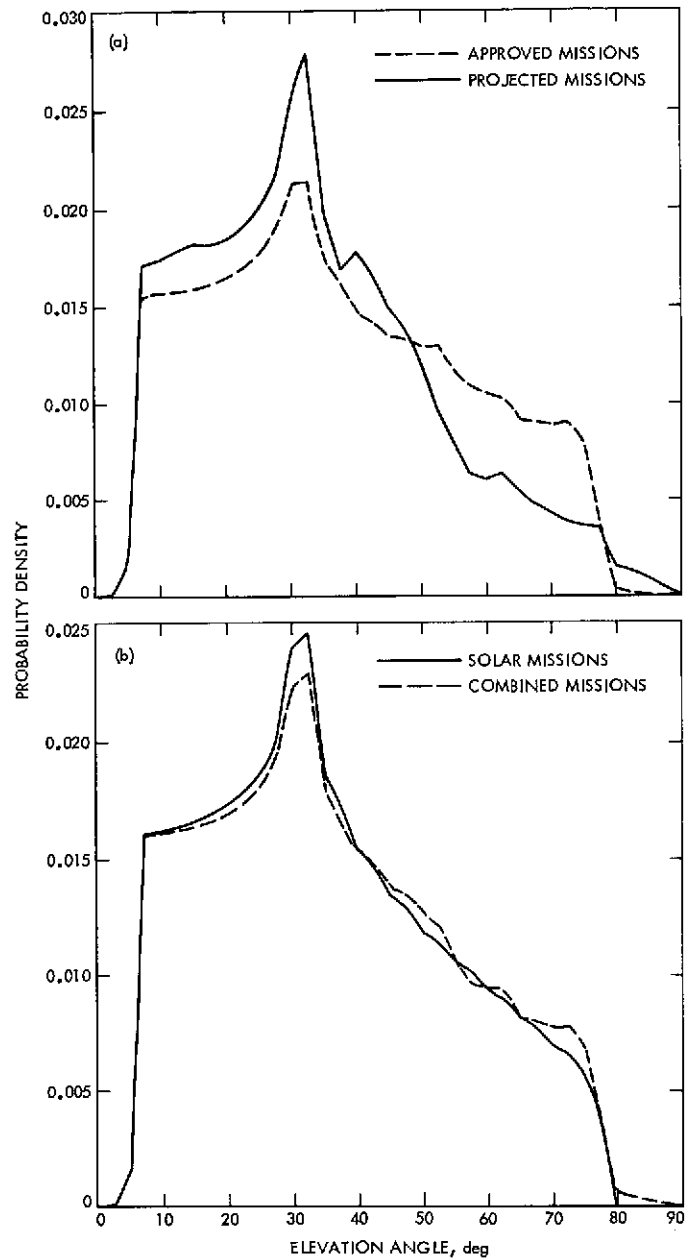 0.030
(a)
APPROVED MISSIONS
PROJECTED MISSIONS
0.025
0.020
0.015
0.010
0.005
0
PROBABILITY DENSITY
0.025
(b)
SOLAR MISSIONS
COMBINED MISSIONS
0.020
0.015
0.010
0.005
0
0 10 20 30 40 50 60 70 80 90
ELEVATION ANGLE, deg